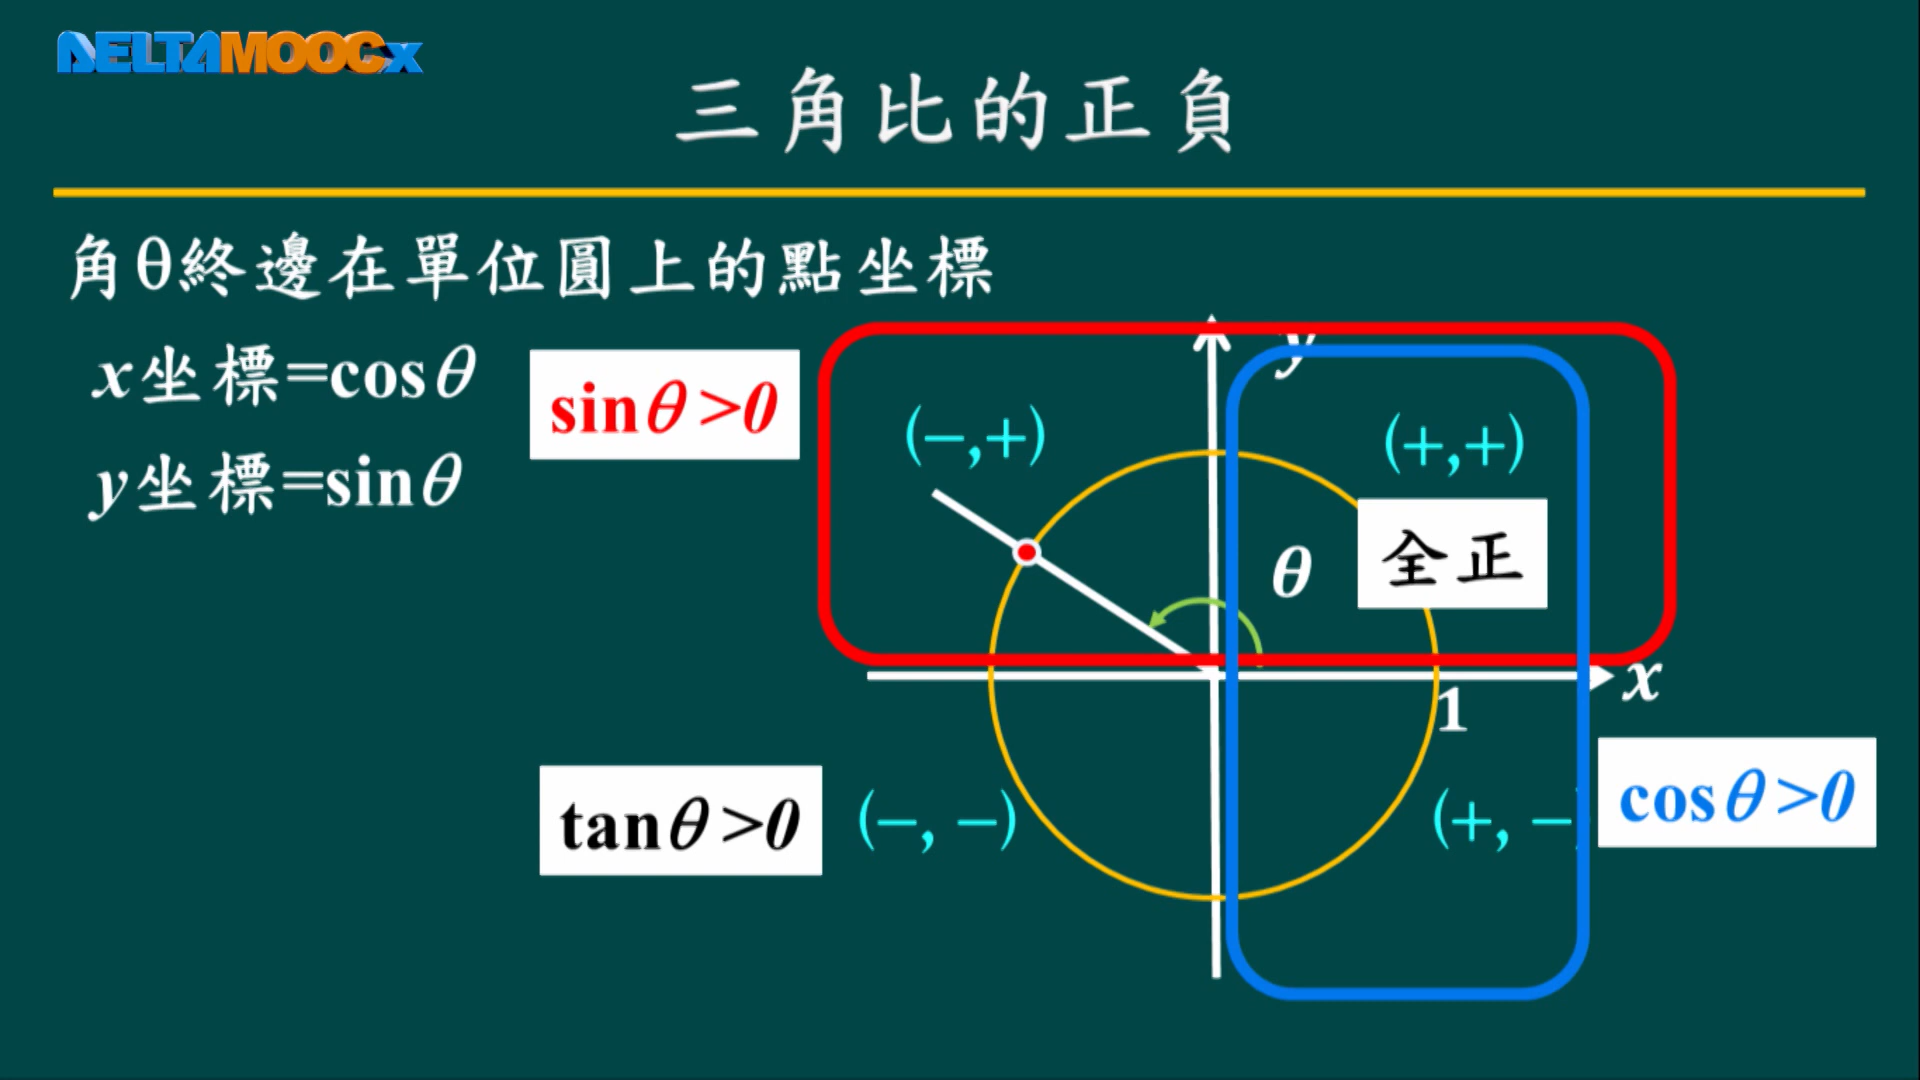 DELTAMOOCx
三角比的正負
角θ終邊在單位圓上的點坐標
x坐標=cosθ
y坐標=sinθ
sinθ>0
y
(−,+)
(+,+)
θ
全正
x
1
tanθ>0
(−, −)
(+, −
cosθ>0